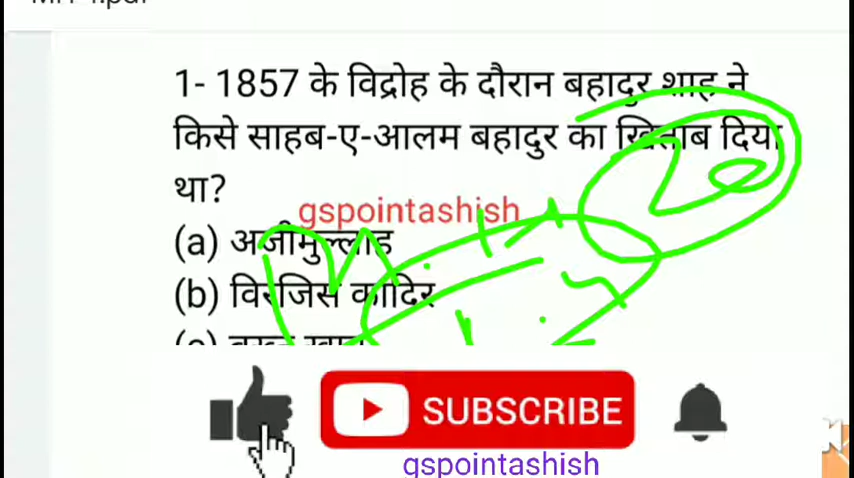 1- 1857 के विद्रोह के दौरान बहादुर शाह ने
किसे साहब-ए-आलम बहादुर का खिताब दिया
था?
gspointashish
(a) अजीमुल्लाह
(b) विरजिस कादिर
SUBSCRIBE
gspointashish